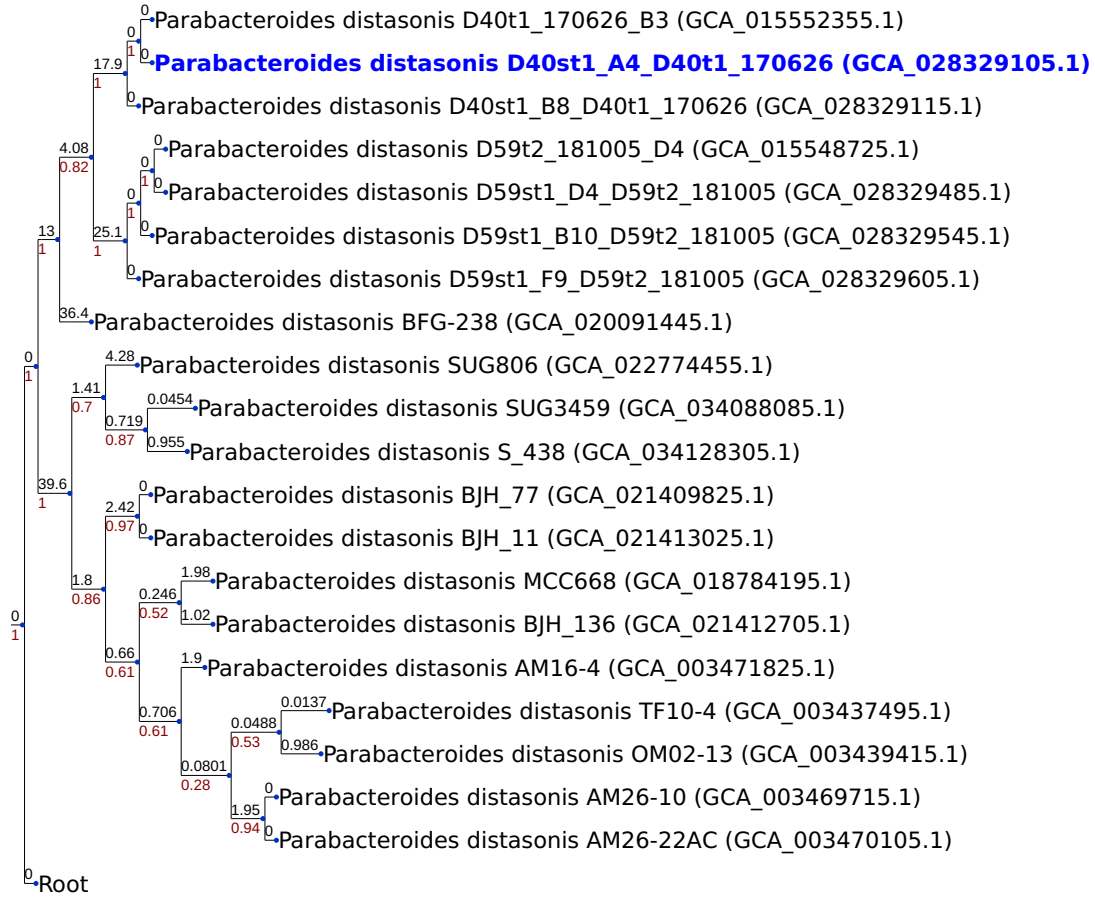 0
Parabacteroides distasonis D40t1_170626_B3 (GCA_015552355.1)
0
1
0
Parabacteroides distasonis D40st1_A4_D40t1_170626 (GCA_028329105.1)
17.9
1
0
Parabacteroides distasonis D40st1_B8_D40t1_170626 (GCA_028329115.1)
4.08
0.82
0
Parabacteroides distasonis D59t2_181005_D4 (GCA_015548725.1)
0
1
0
Parabacteroides distasonis D59st1_D4_D59t2_181005 (GCA_028329485.1)
0
1
0
Parabacteroides distasonis D59st1_B10_D59t2_181005 (GCA_028329545.1)
25.1
1
0
Parabacteroides distasonis D59st1_F9_D59t2_181005 (GCA_028329605.1)
13
1
36.4
Parabacteroides distasonis BFG-238 (GCA_020091445.1)
0
1
4.28
Parabacteroides distasonis SUG806 (GCA_022774455.1)
1.41
0.7
0.0454
Parabacteroides distasonis SUG3459 (GCA_034088085.1)
0.719
0.87
0.955
Parabacteroides distasonis S_438 (GCA_034128305.1)
39.6
1
0
Parabacteroides distasonis BJH_77 (GCA_021409825.1)
2.42
0.97
0
Parabacteroides distasonis BJH_11 (GCA_021413025.1)
1.8
0.86
1.98
Parabacteroides distasonis MCC668 (GCA_018784195.1)
0.246
0.52
1.02
Parabacteroides distasonis BJH_136 (GCA_021412705.1)
0
1
0.66
0.61
1.9
Parabacteroides distasonis AM16-4 (GCA_003471825.1)
0.706
0.61
0.0137
Parabacteroides distasonis TF10-4 (GCA_003437495.1)
0.0488
0.53
0.986
Parabacteroides distasonis OM02-13 (GCA_003439415.1)
0.0801
0.28
0
Parabacteroides distasonis AM26-10 (GCA_003469715.1)
1.95
0.94
0
Parabacteroides distasonis AM26-22AC (GCA_003470105.1)
0
Root